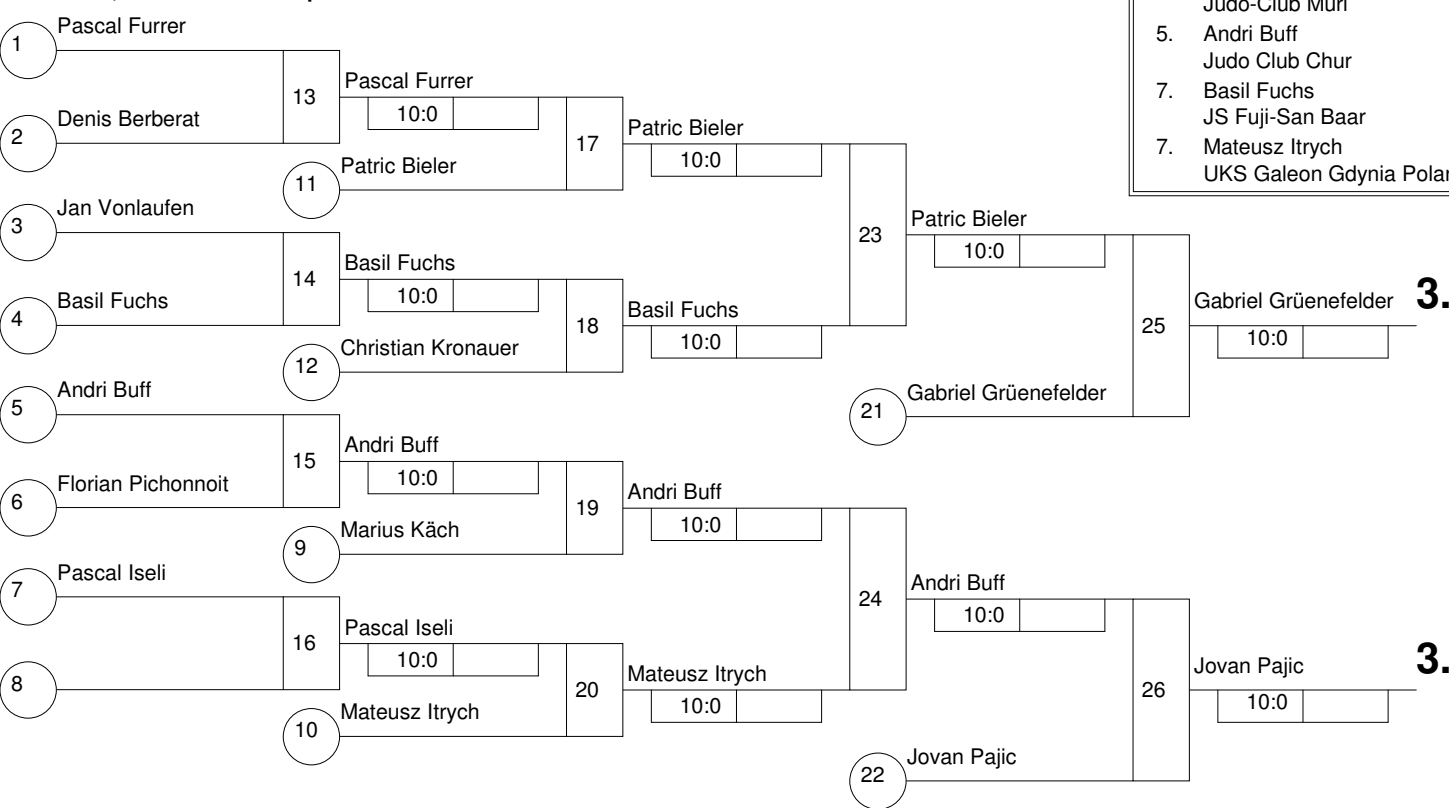 Judo-Club Muri
5. Andri Buff
Judo Club Chur
7. Basil Fuchs
JS Fuji-San Baar
7. Mateusz Itrych
UKS Galeon Gdynia
1 Pascal Furrer
2 Denis Berberat
13 Pascal Furrer
10:0
11 Patric Bieler
17 Patric Bieler
10:0
3 Jan Vonlaufen
4 Basil Fuchs
14 Basil Fuchs
10:0
12 Christian Kronauer
18 Basil Fuchs
10:0
23 Patric Bieler
10:0
21 Gabriel Grüenefelder
25 Gabriel Grüenefelder 3.
10:0
5 Andri Buff
6 Florian Pichonnoit
15 Andri Buff
10:0
9 Marius Käch
19 Andri Buff
10:0
7 Pascal Iseli
8
16 Pascal Iseli
10:0
10 Mateusz Itrych
20 Mateusz Itrych
10:0
24 Andri Buff
10:0
22 Jovan Pajic
26 Jovan Pajic 3.
10:0